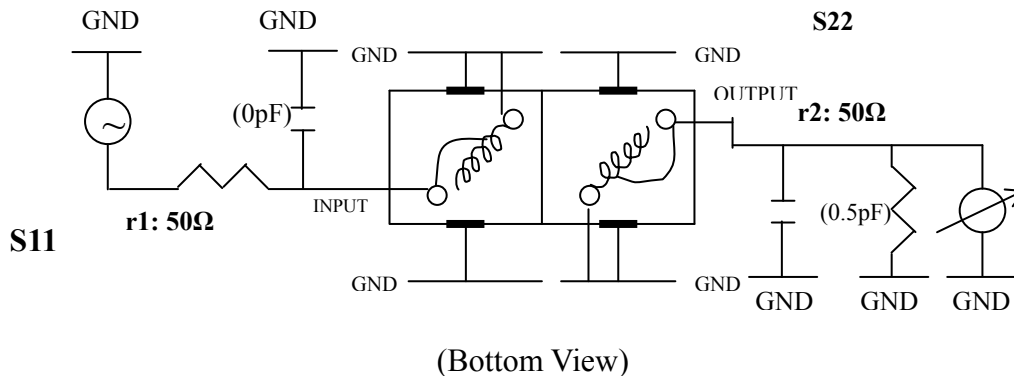 GND
GND
S22
GND
GND
OUTPUT
r2: 50Ω
(0pF)
INPUT
r1: 50Ω
(0.5pF)
S11
GND
GND
GND
GND
GND
(Bottom View)